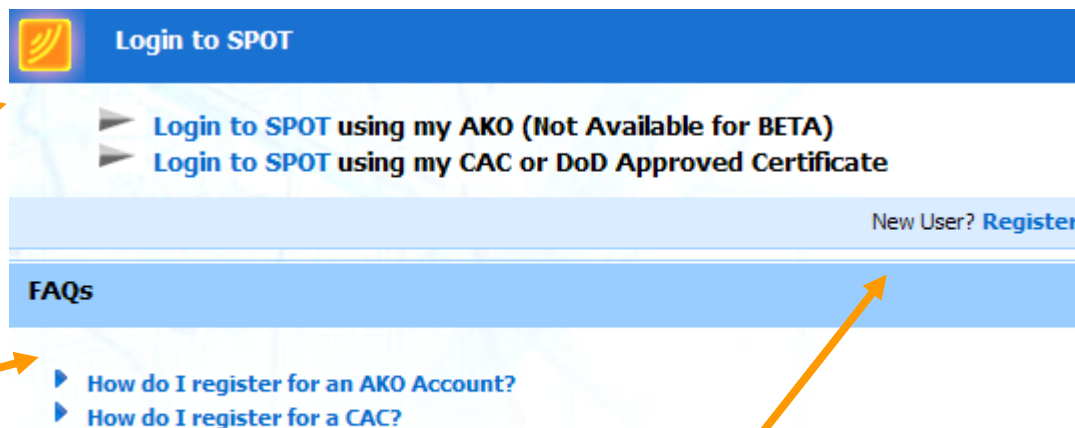 Login to SPOT
Login to SPOT using my AKO (Not Available for BETA)
Login to SPOT using my CAC or DoD Approved Certificate
New User? Register
FAQs
How do I register for an AKO Account?
How do I register for a CAC?